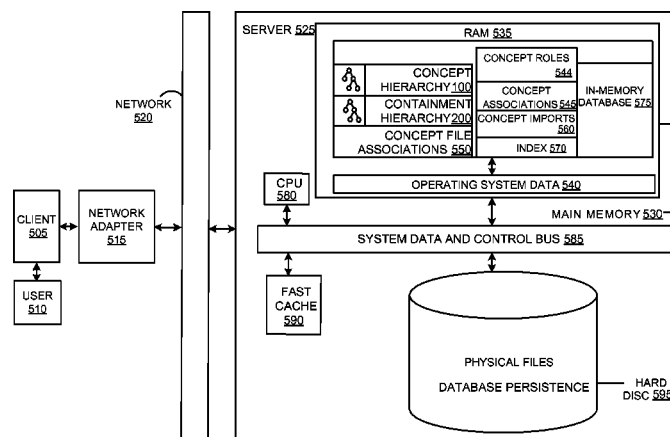 SERVER 525
RAM 535
CONCEPT
HIERARCHY 100
CONTAINMENT
HIERARCHY 200
CONCEPT FILE
ASSOCIATIONS 550
CONCEPT ROLES
544
CONCEPT
ASSOCIATIONS 545
CONCEPT IMPORTS
560
INDEX 570
IN-MEMORY
DATABASE 575
OPERATING SYSTEM DATA 540
MAIN MEMORY 530
NETWORK
520
CLIENT
505
NETWORK
ADAPTER
515
USER
510
CPU
580
SYSTEM DATA AND CONTROL BUS 585
FAST
CACHE
590
PHYSICAL FILES
DATABASE PERSISTENCE
HARD
DISC 595